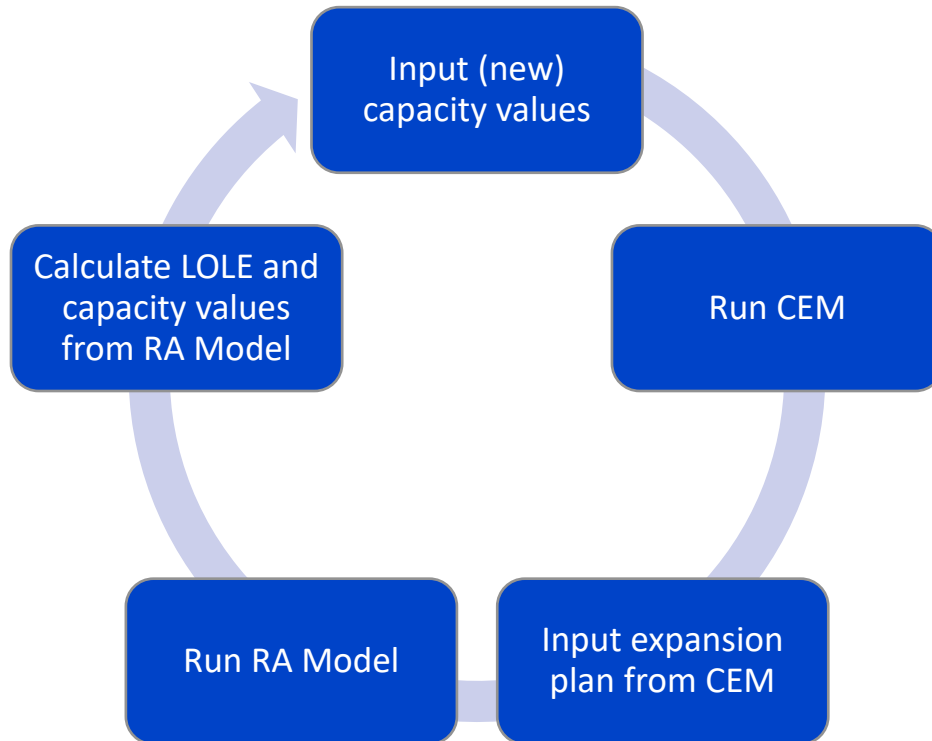 Input (new)
capacity values
Run CEM
Input expansion
plan from CEM
Run RA Model
Calculate LOLE and
capacity values
from RA Model